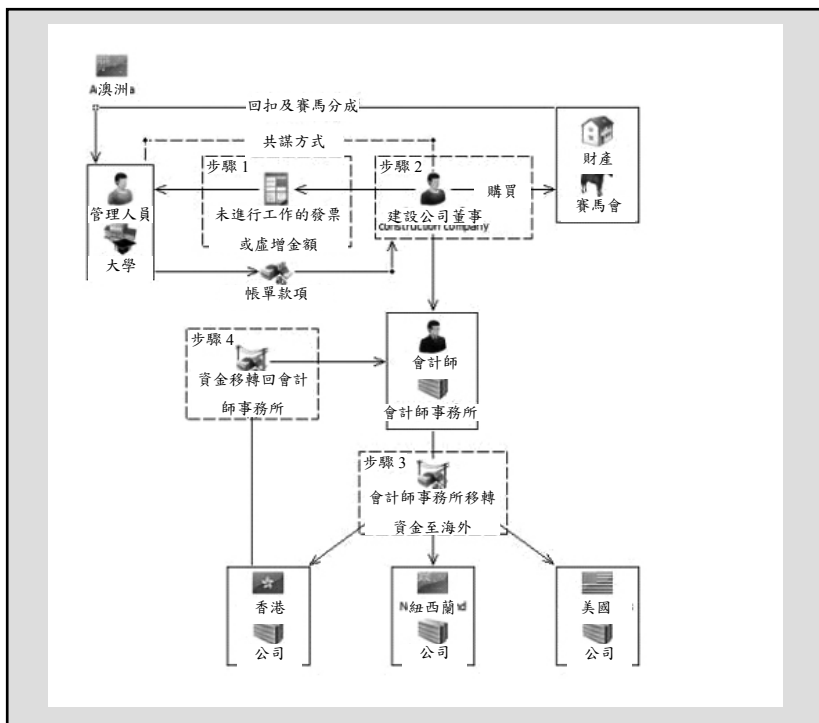 澳洲
回扣及賽馬分成
共謀方式
步驟 1
步驟 2
財產
購買
賽馬會
管理人員
未進行工作的發票
或虛增金額
建設公司董事
construction company
大學
帳單款項
步驟 4
資金移轉回會計
師事務所
會計師
會計師事務所
步驟 3
會計師事務所移轉
資金至海外
香港
公司
紐西蘭
公司
美國
公司